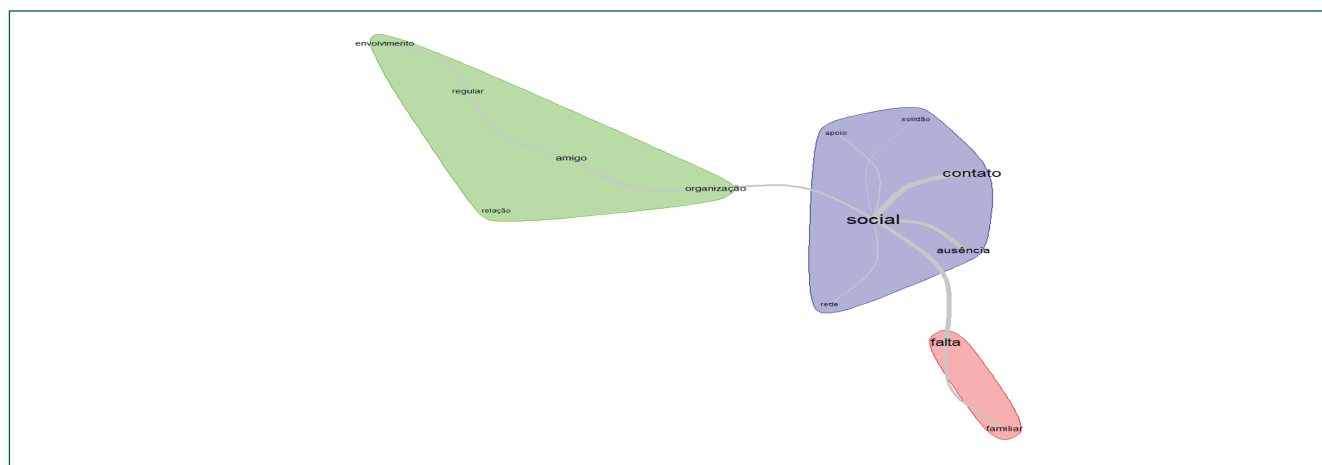 envolvimento
regular
amigo
organização
relação
solidão
apoio
contato
social
ausência
rede
falta
familiar